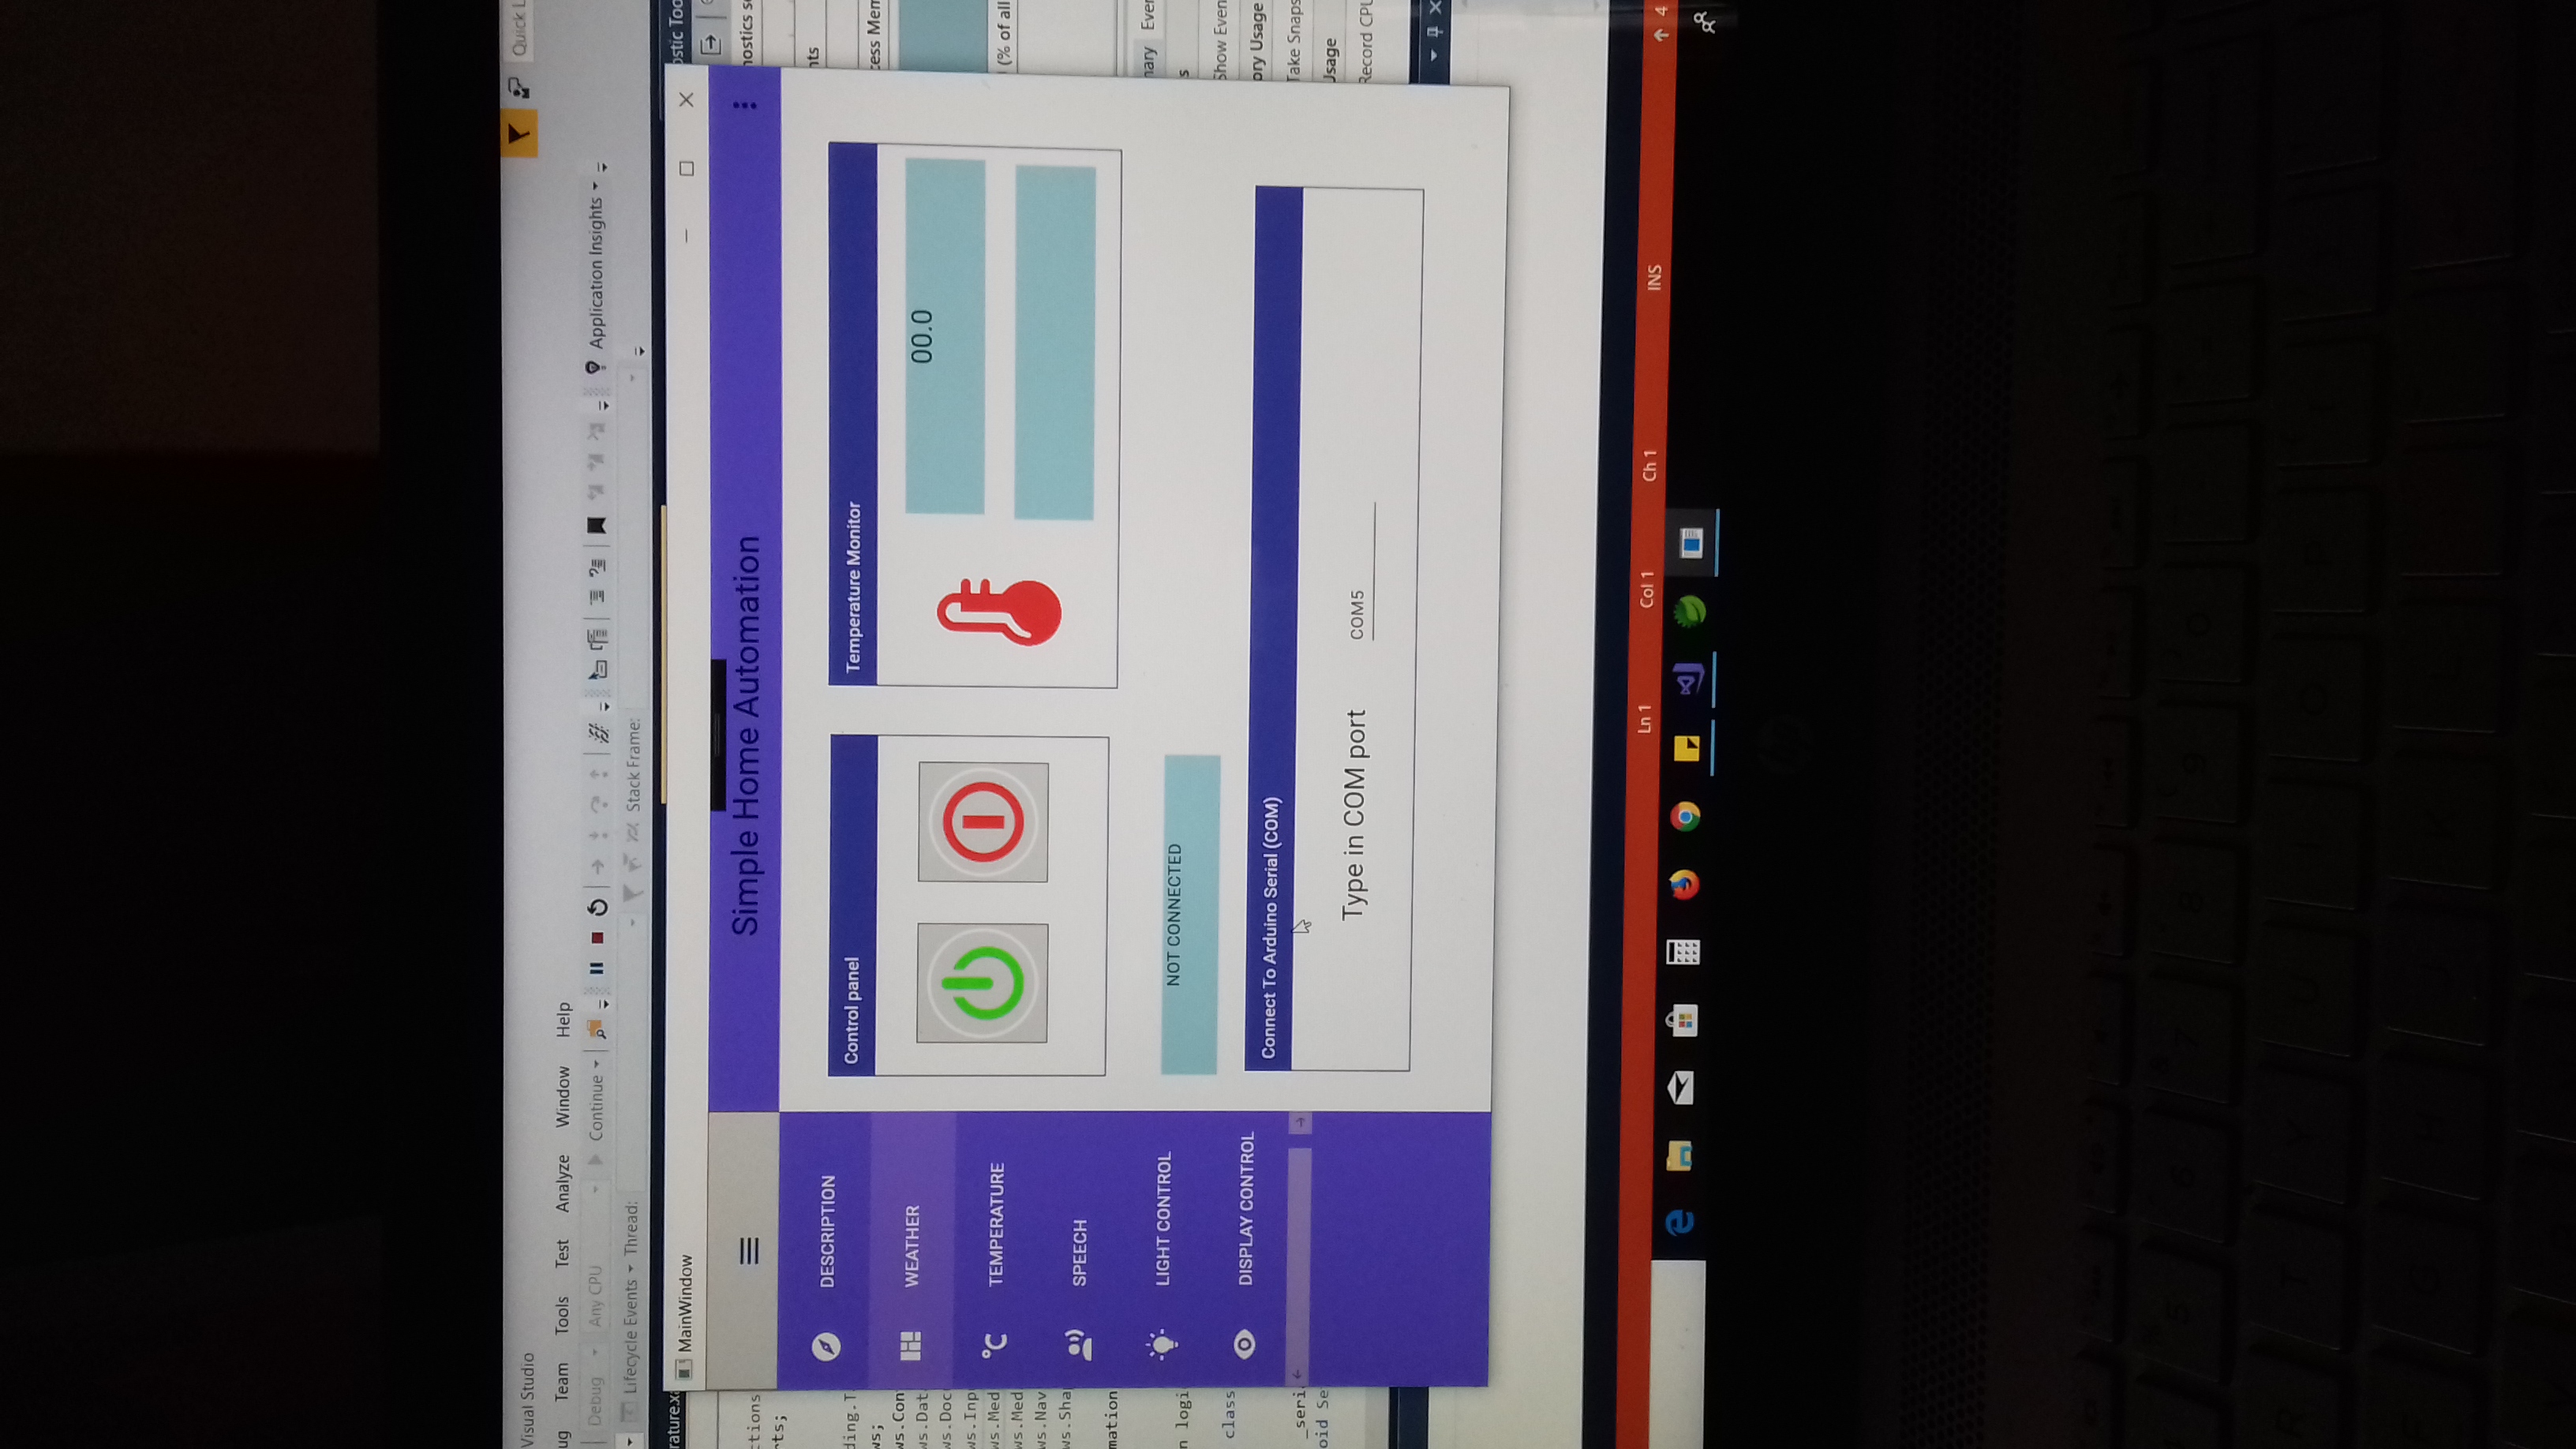 Visual Studio
Quick L
ug Team Tools Test Analyze Window Help
Debug Any CPU Continue Application Insights
Lifecycle Events Thread: Stack Frame:
rature.xa
ostic Too
MainWindow
Simple Home Automation
ctions
rts;
ding.T
ws;
ws.Con
ws.Dat
ws.Doc
ws.Inp
ws.Med
ws.Med
ws.Nav
ws.Sha
mation
n logi
class
_seri
oid Se
DESCRIPTION
WEATHER
°C TEMPERATURE
SPEECH
LIGHT CONTROL
DISPLAY CONTROL
Control panel
Temperature Monitor
00.0
NOT CONNECTED
Connect To Arduino Serial (COM)
Type in COM port COM5
nostics se
nts
cess Mem
(% of all
nary Even
s
Show Even
ory Usage
Take Snaps
Usage
Record CPU
Ln 1 Col 1 Ch 1 INS 4